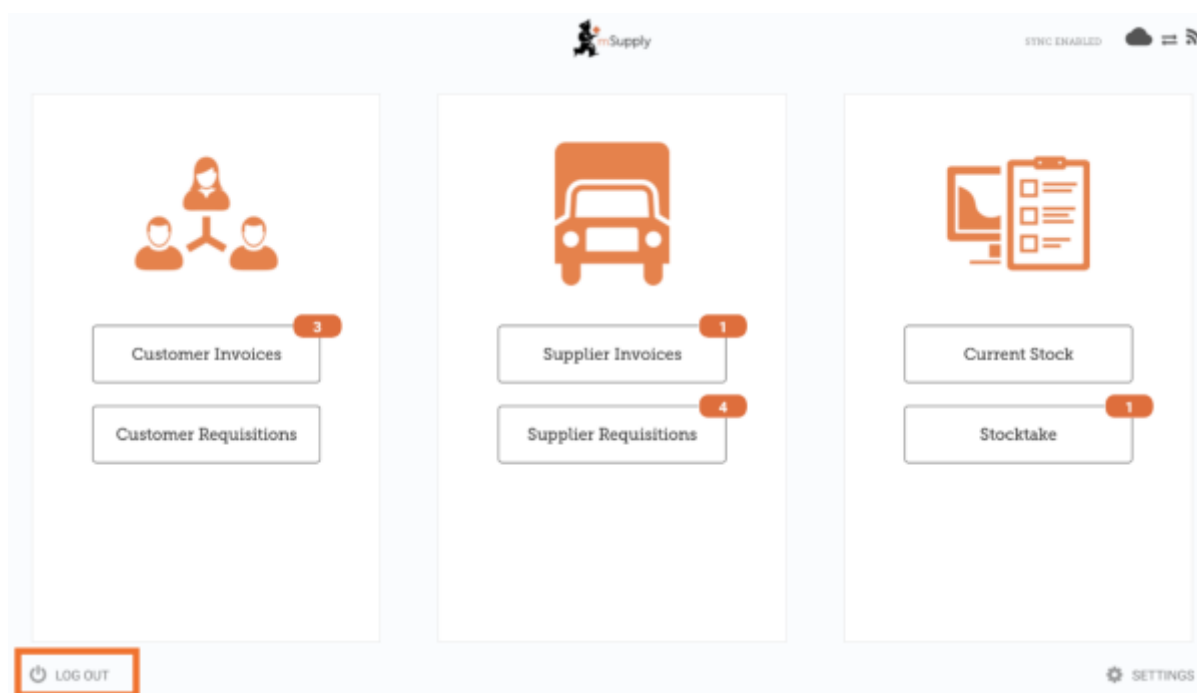 mSupply
SYNC ENABLED
3
Customer Invoices
Customer Requisitions
1
Supplier Invoices
4
Supplier Requisitions
Current Stock
1
Stocktake
LOG OUT
SETTINGS